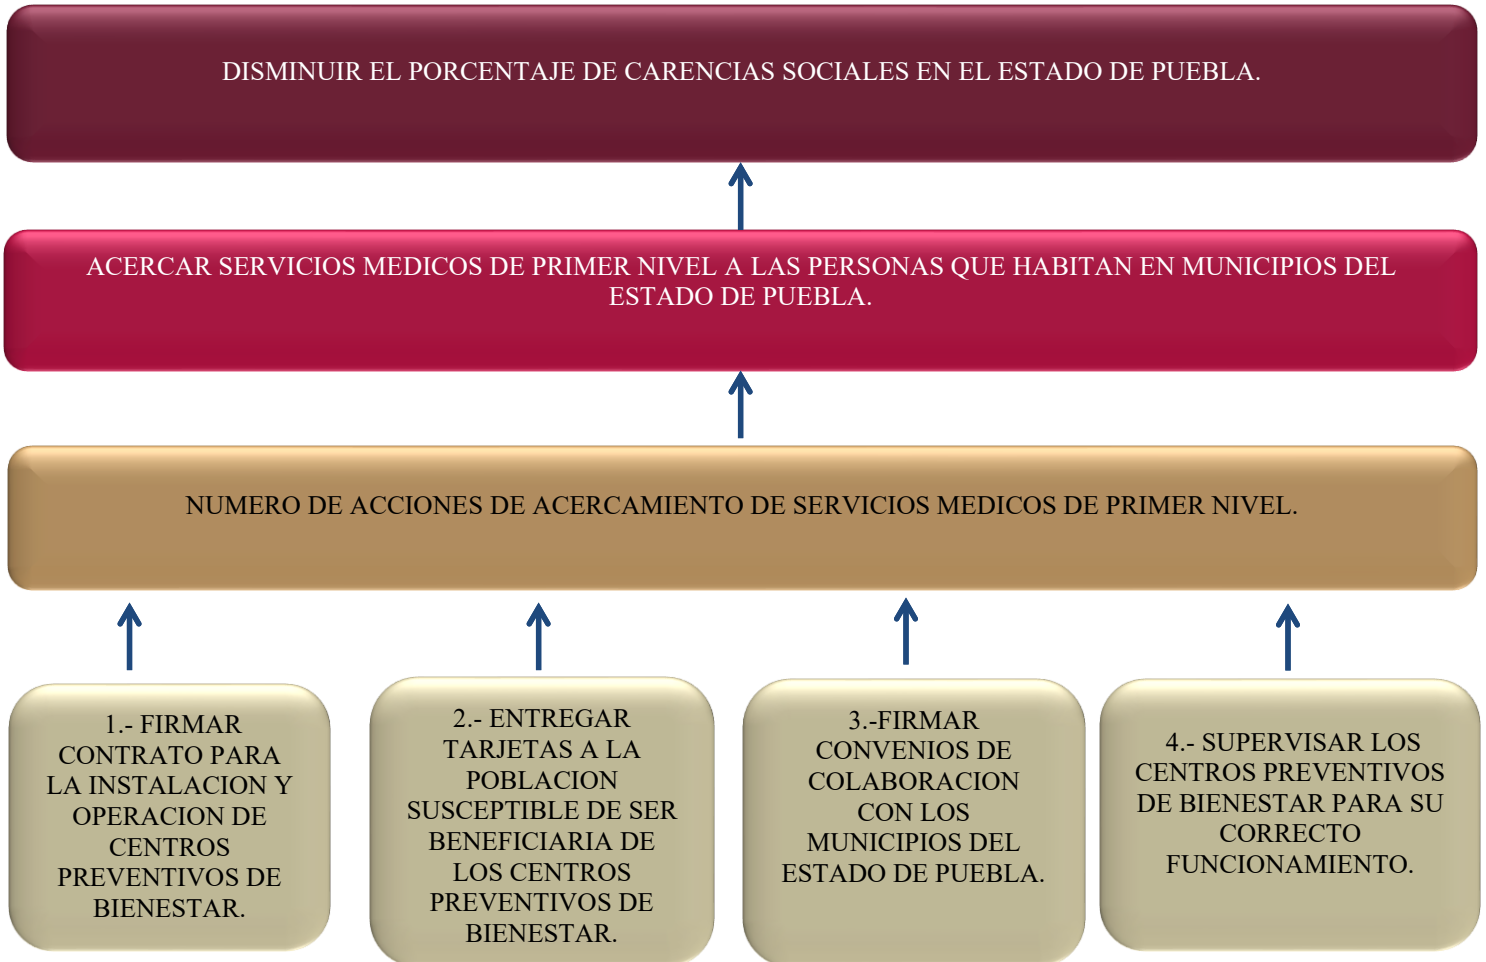 DISMINUIR EL PORCENTAJE DE CARENCIAS SOCIALES EN EL ESTADO DE PUEBLA.
ACERCAR SERVICIOS MEDICOS DE PRIMER NIVEL A LAS PERSONAS QUE HABITAN EN MUNICIPIOS DEL
ESTADO DE PUEBLA.
NUMERO DE ACCIONES DE ACERCAMIENTO DE SERVICIOS MEDICOS DE PRIMER NIVEL.
1.- FIRMAR
CONTRATO PARA
LA INSTALACION Y
OPERACION DE
CENTROS
PREVENTIVOS DE
BIENESTAR.
2.- ENTREGAR
TARJETAS A LA
POBLACION
SUSCEPTIBLE DE SER
BENEFICIARIA DE
LOS CENTROS
PREVENTIVOS DE
BIENESTAR.
3.-FIRMAR
CONVENIOS DE
COLABORACION
CON LOS
MUNICIPIOS DEL
ESTADO DE PUEBLA.
4.- SUPERVISAR LOS
CENTROS PREVENTIVOS
DE BIENESTAR PARA SU
CORRECTO
FUNCIONAMIENTO.